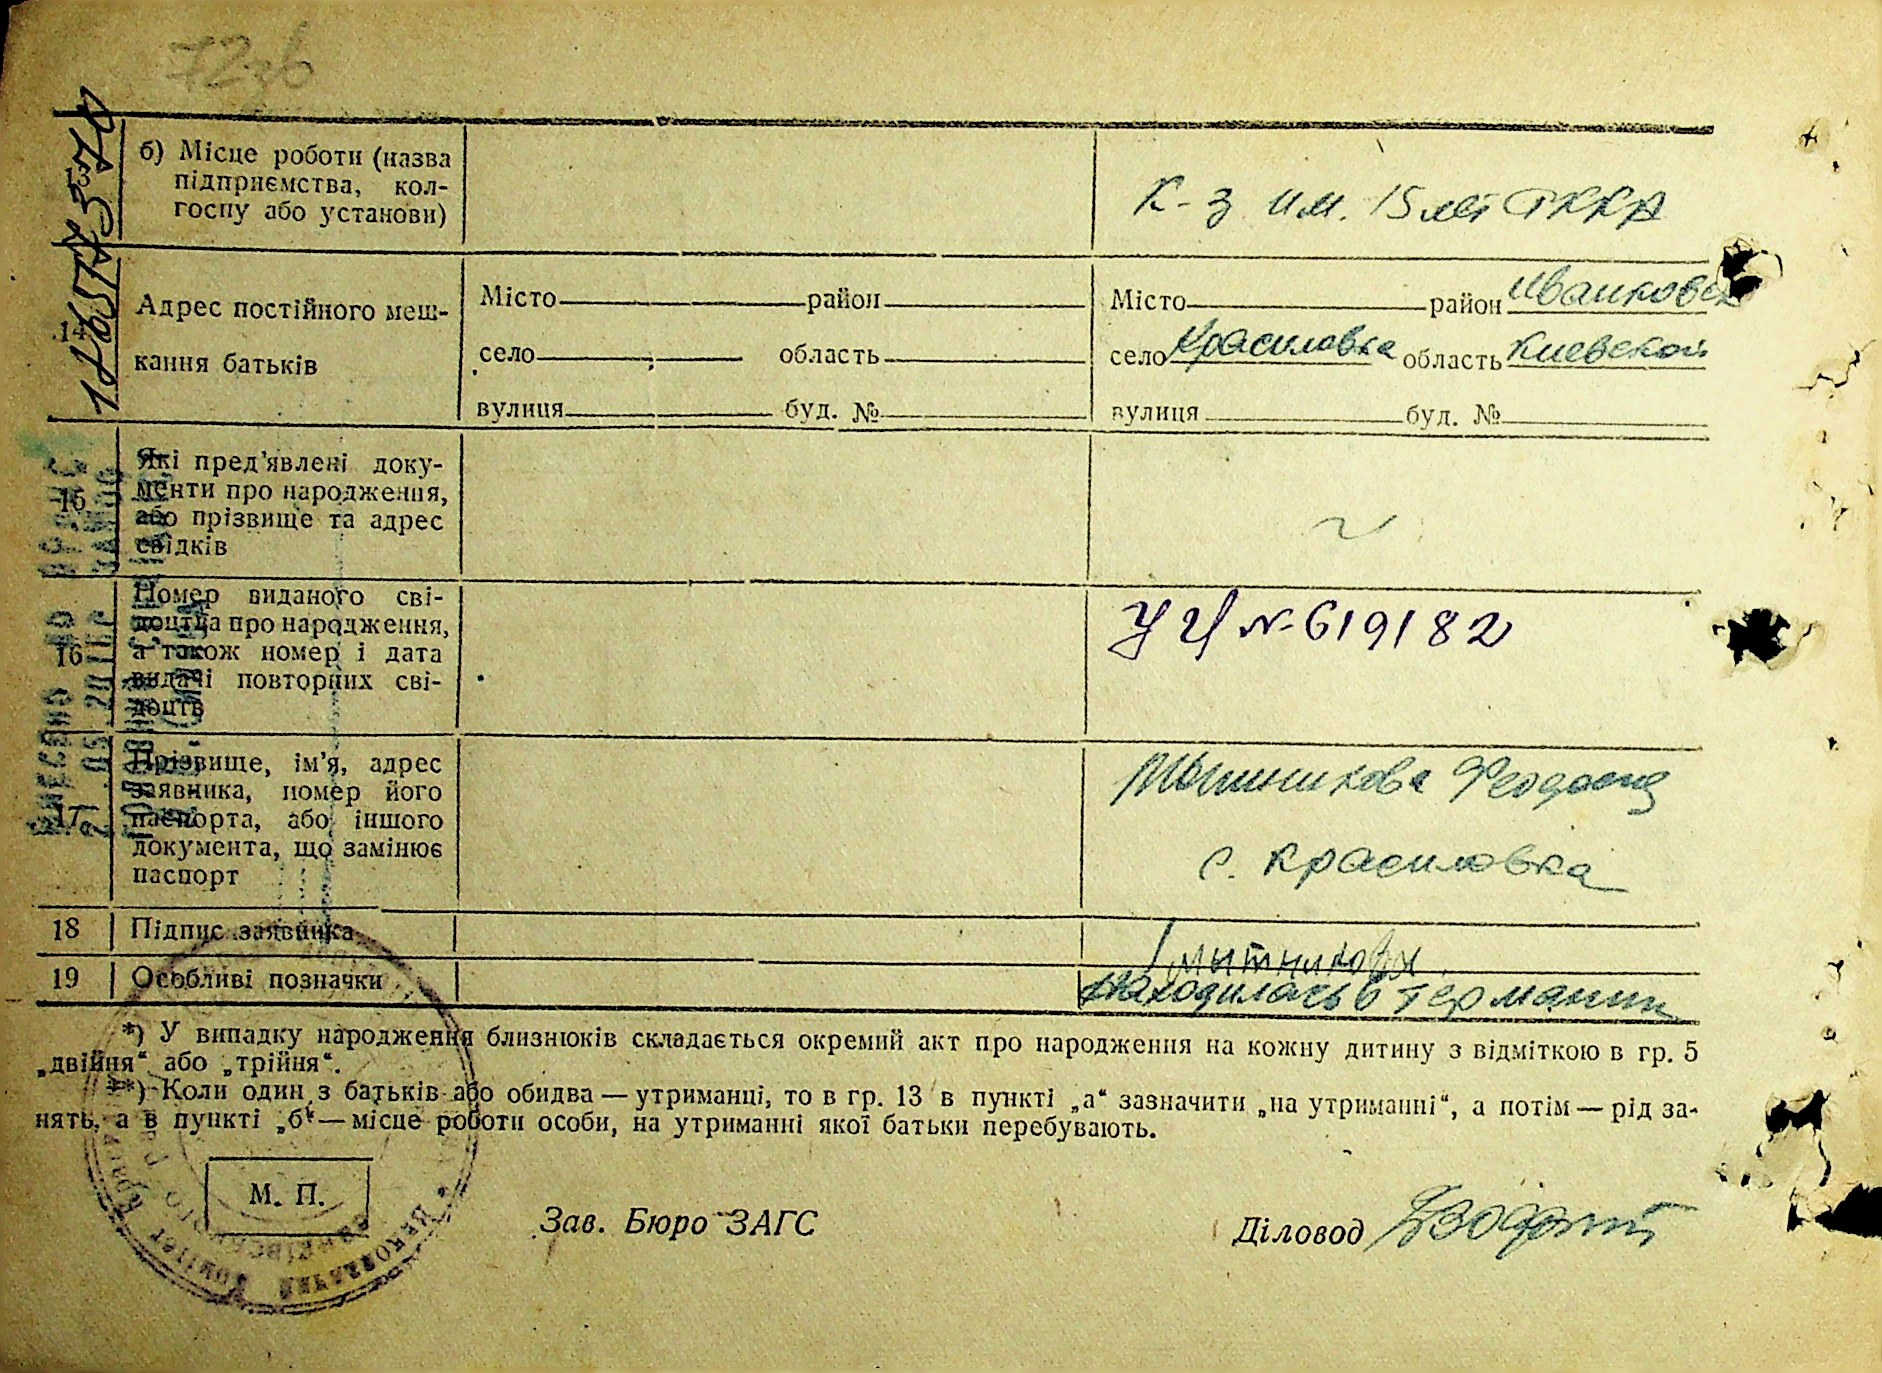 б) Місце роботи (назва
підприємства, кол-
госпу або установи)
К-з им. 15 лет РККА
14
Адрес постійного меш-
кання батьків
Місто район
село область
вулиця буд. №
Місто район Иванковск
село Красиловка область Киевской
вулиця буд. №
15
Які пред'явлені доку-
менти про народження,
або прізвище та адрес
свідків
16
Номер виданого сві-
доцтва про народження,
а також номер і дата
видачі повторних сві-
доцтв
№ 619182
17
Прізвище, ім'я, адрес
заявника, номер його
паспорта, або іншого
документа, що замінює
паспорт
с. Красиловка
18 Підпис заявника
Мытникова
19 Особливі позначки
Находилась в Германии
*) У випадку народження близнюків складається окремий акт про народження на кожну дитину з відміткою в гр. 5
„двійня“ або „трійня“.
**) Коли один з батьків або обидва — утриманці, то в гр. 13 в пункті „а“ зазначити „на утриманні“, а потім — рід за-
нять, а в пункті „б“ — місце роботи особи, на утриманні якої батьки перебувають.
М. П.
Зав. Бюро ЗАГС
Діловод